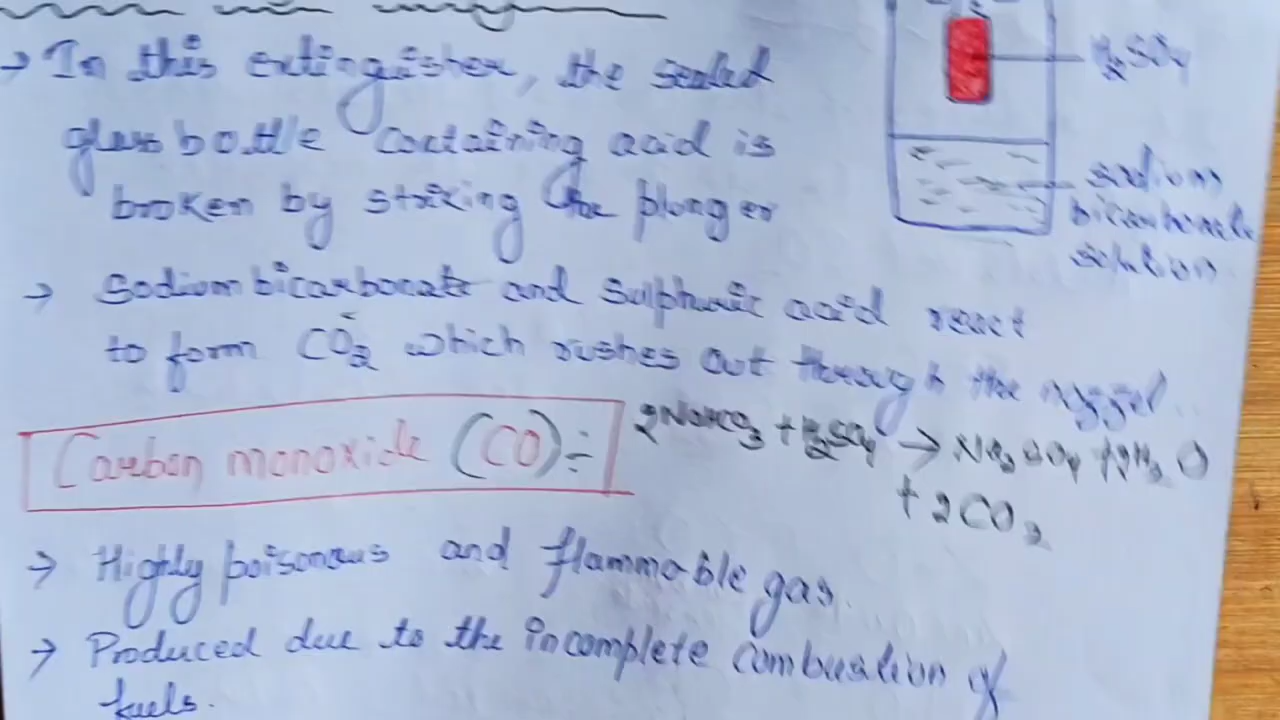 → In this extinguisher, the sealed
glass bottle containing acid is
broken by striking the plunger
→ Sodium bicarbonate and sulphuric acid react
to form CO2 which rushes out through the nozzel
H2SO4
sodium
bicarbonate
solution
2NaHCO3 + H2SO4 → Na2SO4 + 2H2O
+ 2CO2
Carbon monoxide (CO) ÷
→ Highly poisonous and flammable gas.
→ Produced due to the incomplete combustion of
fuels.